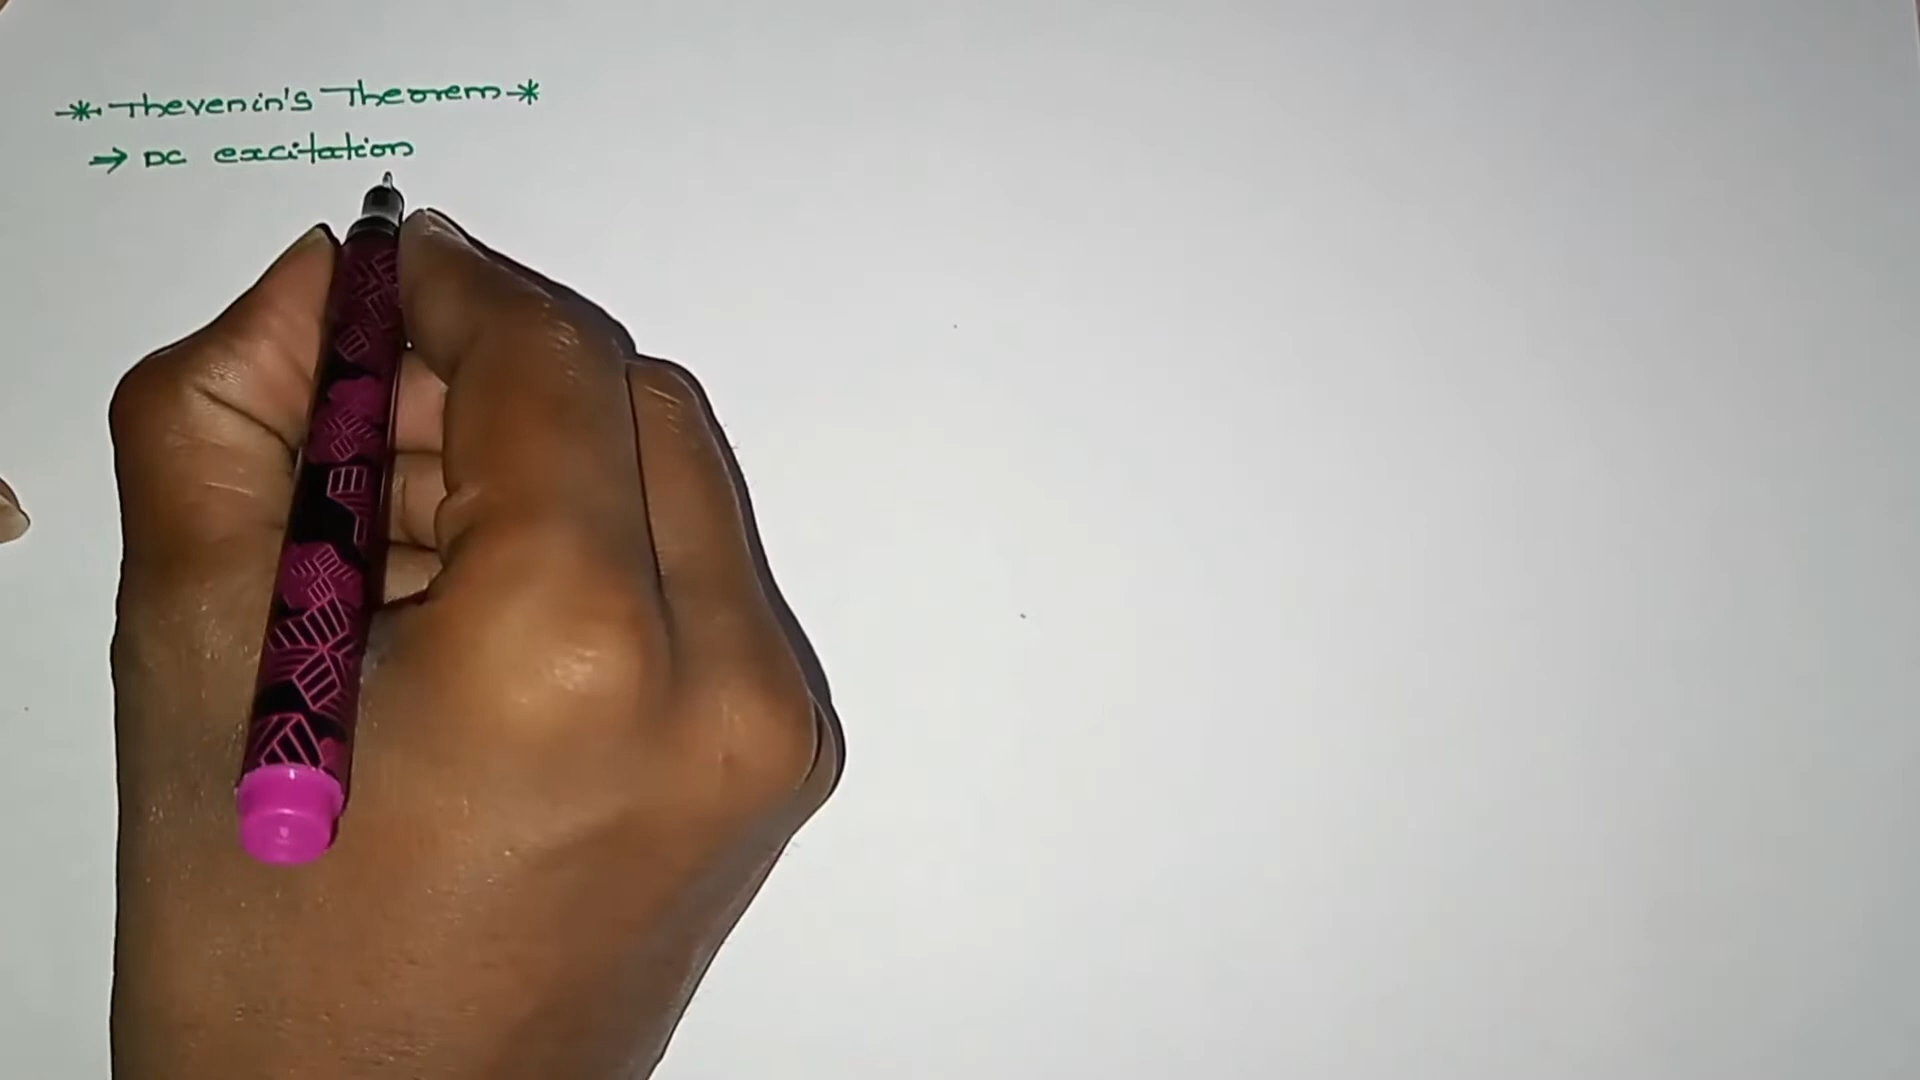 * Thevenin's Theorem *
→ DC excitation